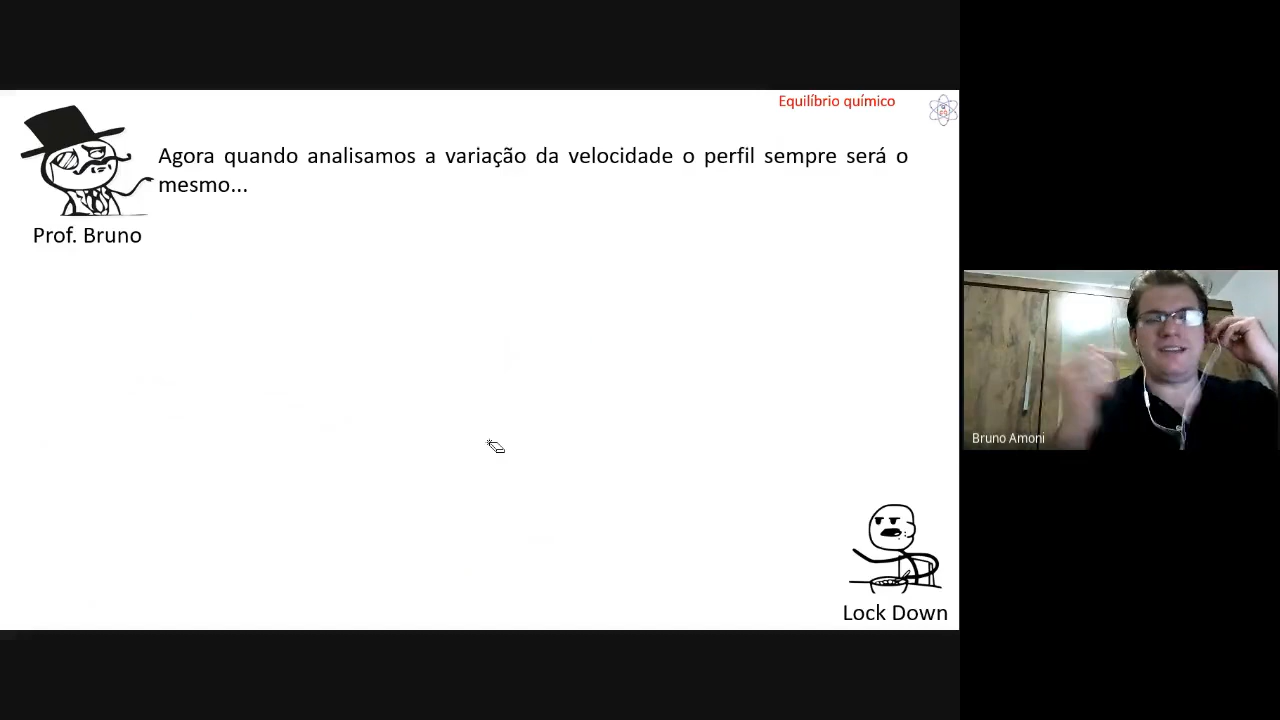 Equilíbrio químico
Agora quando analisamos a variação da velocidade o perfil sempre será o
mesmo...
Prof. Bruno
Bruno Amoni
Lock Down